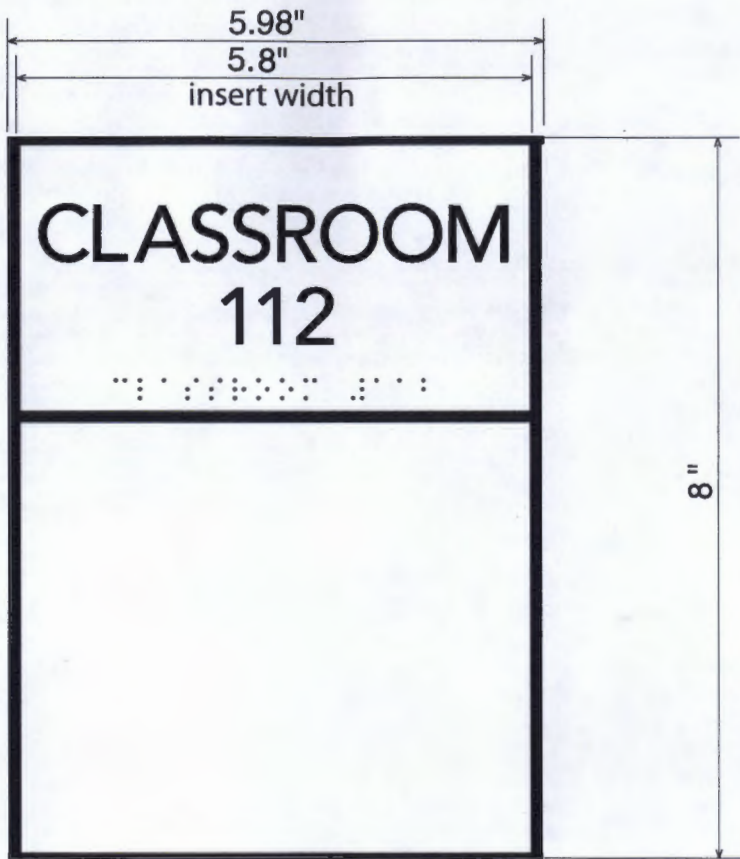 5.98"
5.8"
insert width
CLASSROOM
112
⠉⠇⠁⠎⠎⠗⠕⠕⠍ ⠼⠁⠁⠃
8"